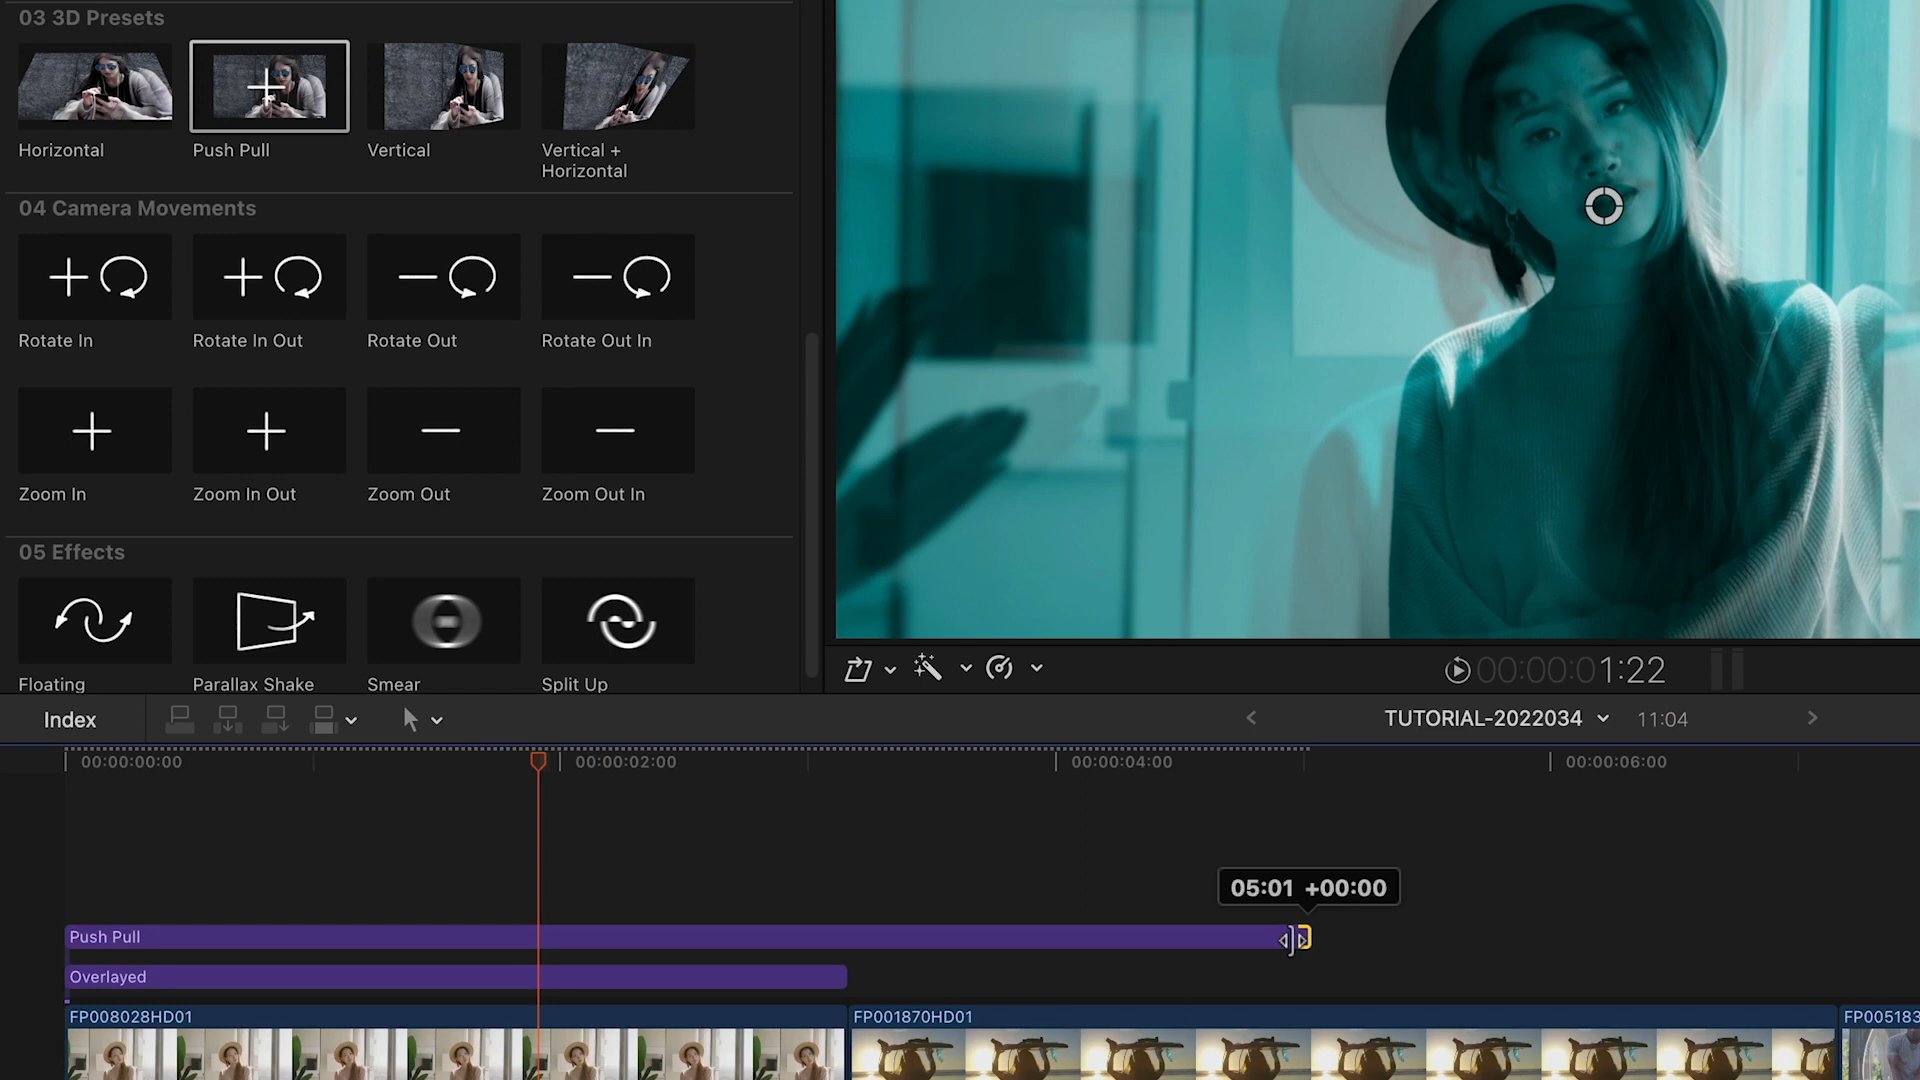 03 3D Presets
Horizontal
Push Pull
Vertical
Vertical +
Horizontal
04 Camera Movements
Rotate In
Rotate In Out
Rotate Out
Rotate Out In
Zoom In
Zoom In Out
Zoom Out
Zoom Out In
05 Effects
Floating
Parallax Shake
Smear
Split Up
00:00:01:22
Index
TUTORIAL-2022034
11:04
00:00:00:00
00:00:02:00
00:00:04:00
00:00:06:00
05:01 +00:00
Push Pull
Overlayed
FP008028HD01
FP001870HD01
FP005183